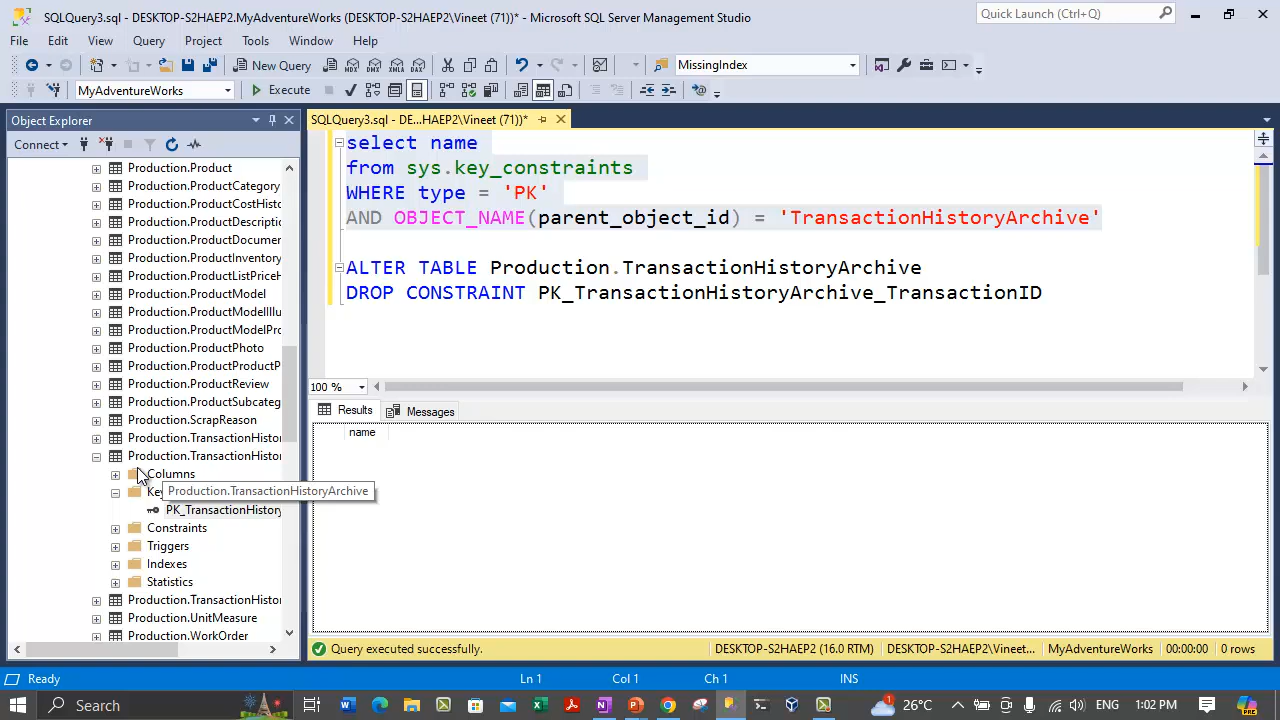 SQLQuery3.sql - DESKTOP-S2HAEP2.MyAdventureWorks (DESKTOP-S2HAEP2\Vineet (71))* - Microsoft SQL Server Management Studio
Quick Launch (Ctrl+Q)
File Edit View Query Project Tools Window Help
New Query
MissingIndex
MyAdventureWorks
Execute
Object Explorer
SQLQuery3.sql - DE...HAEP2\Vineet (71))*
Connect
Production.Product
Production.ProductCategory
Production.ProductCostHisto
Production.ProductDescripti
Production.ProductDocumen
Production.ProductInventory
Production.ProductListPriceH
Production.ProductModel
Production.ProductModelIllu
Production.ProductModelPro
Production.ProductPhoto
Production.ProductProductP
Production.ProductReview
Production.ProductSubcateg
Production.ScrapReason
Production.TransactionHistor
Production.TransactionHistor
Columns
Key
Production.TransactionHistoryArchive
PK_TransactionHistory
Constraints
Triggers
Indexes
Statistics
Production.TransactionHistor
Production.UnitMeasure
Production.WorkOrder
select name
from sys.key_constraints
WHERE type = 'PK'
AND OBJECT_NAME(parent_object_id) = 'TransactionHistoryArchive'
ALTER TABLE Production.TransactionHistoryArchive
DROP CONSTRAINT PK_TransactionHistoryArchive_TransactionID
100 %
Results Messages
name
Query executed successfully.
DESKTOP-S2HAEP2 (16.0 RTM) DESKTOP-S2HAEP2\Vineet... MyAdventureWorks 00:00:00 0 rows
Ready
Ln 1 Col 1 Ch 1 INS
Search
1
26°C
ENG
1:02 PM